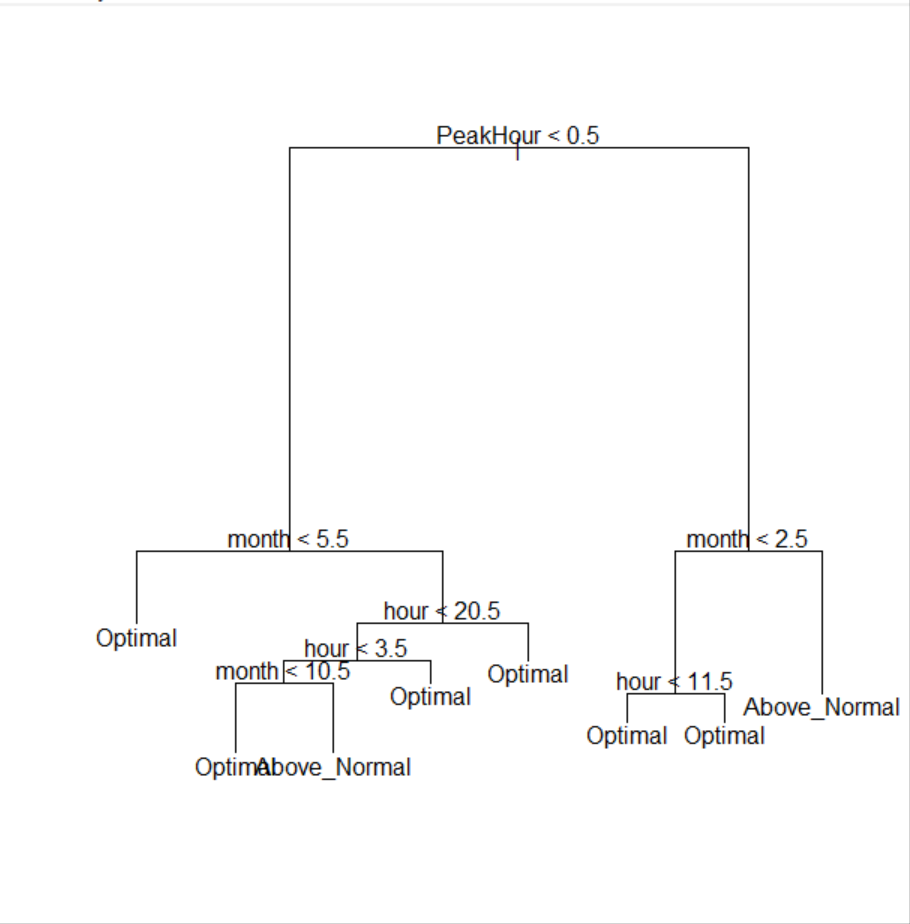 PeakHour < 0.5
month < 5.5
month < 2.5
hour < 20.5
Optimal
hour < 3.5
month < 10.5
Optimal
Optimal
hour < 11.5
Above_Normal
Optimal
Optimal
Optimal
Above_Normal